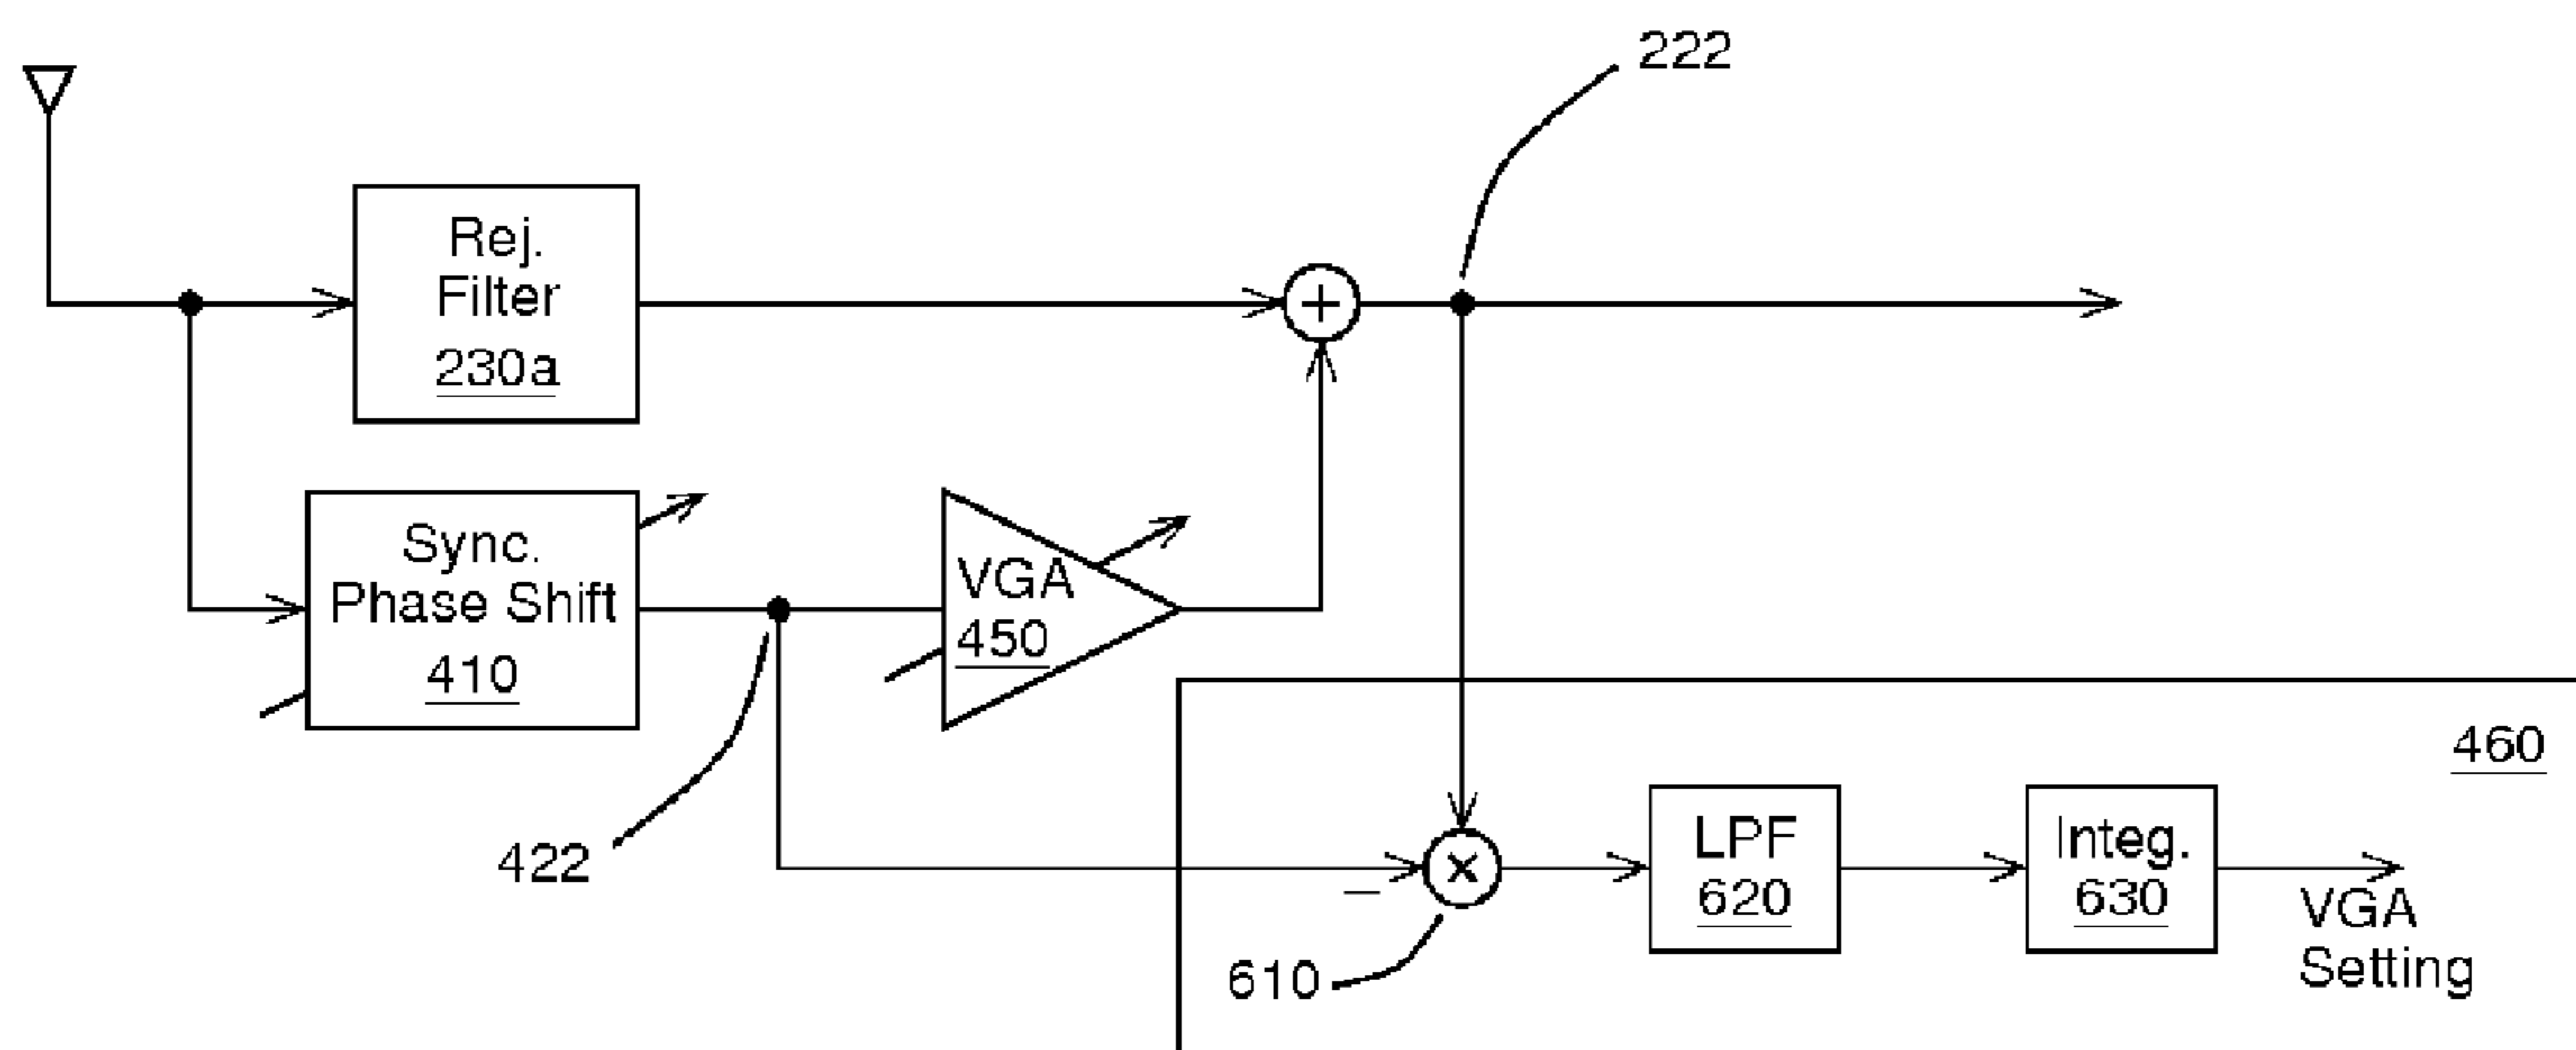 222
Rej.
Filter
230a
+
Sync.
Phase Shift
410
VGA
450
422
460
–
×
610
LPF
620
Integ.
630
VGA
Setting